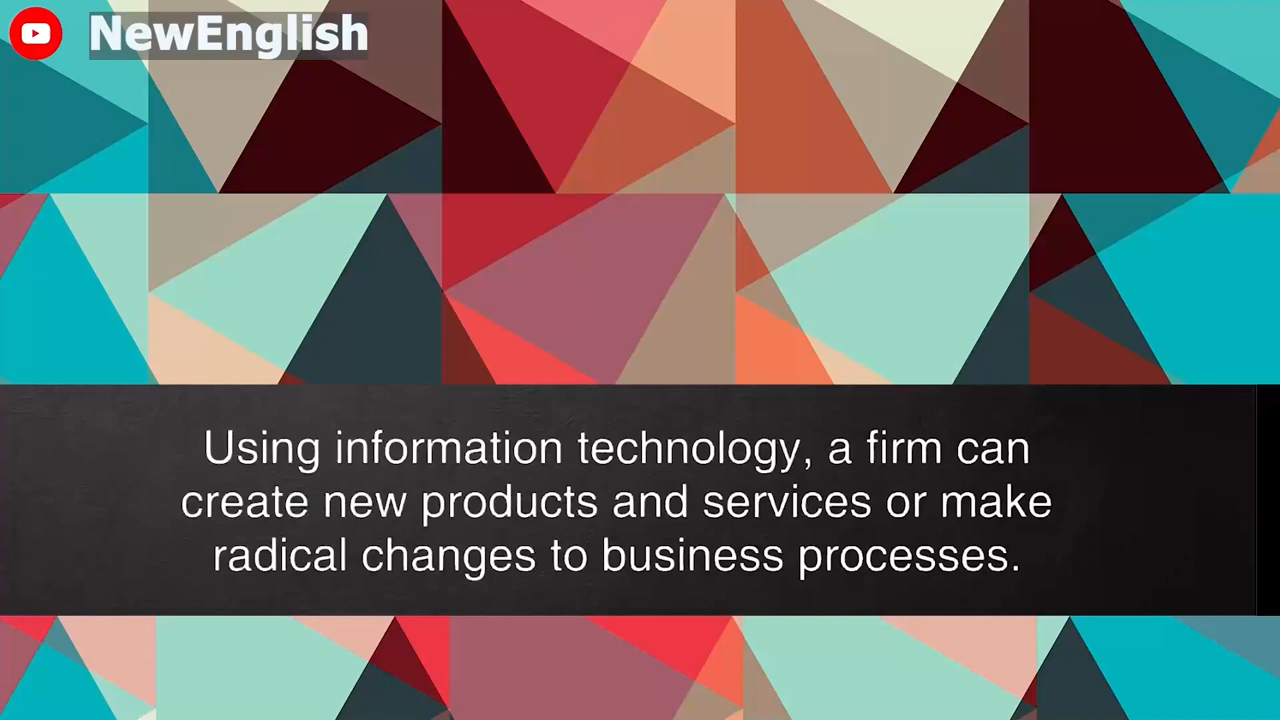 NewEnglish
Using information technology, a firm can
create new products and services or make
radical changes to business processes.